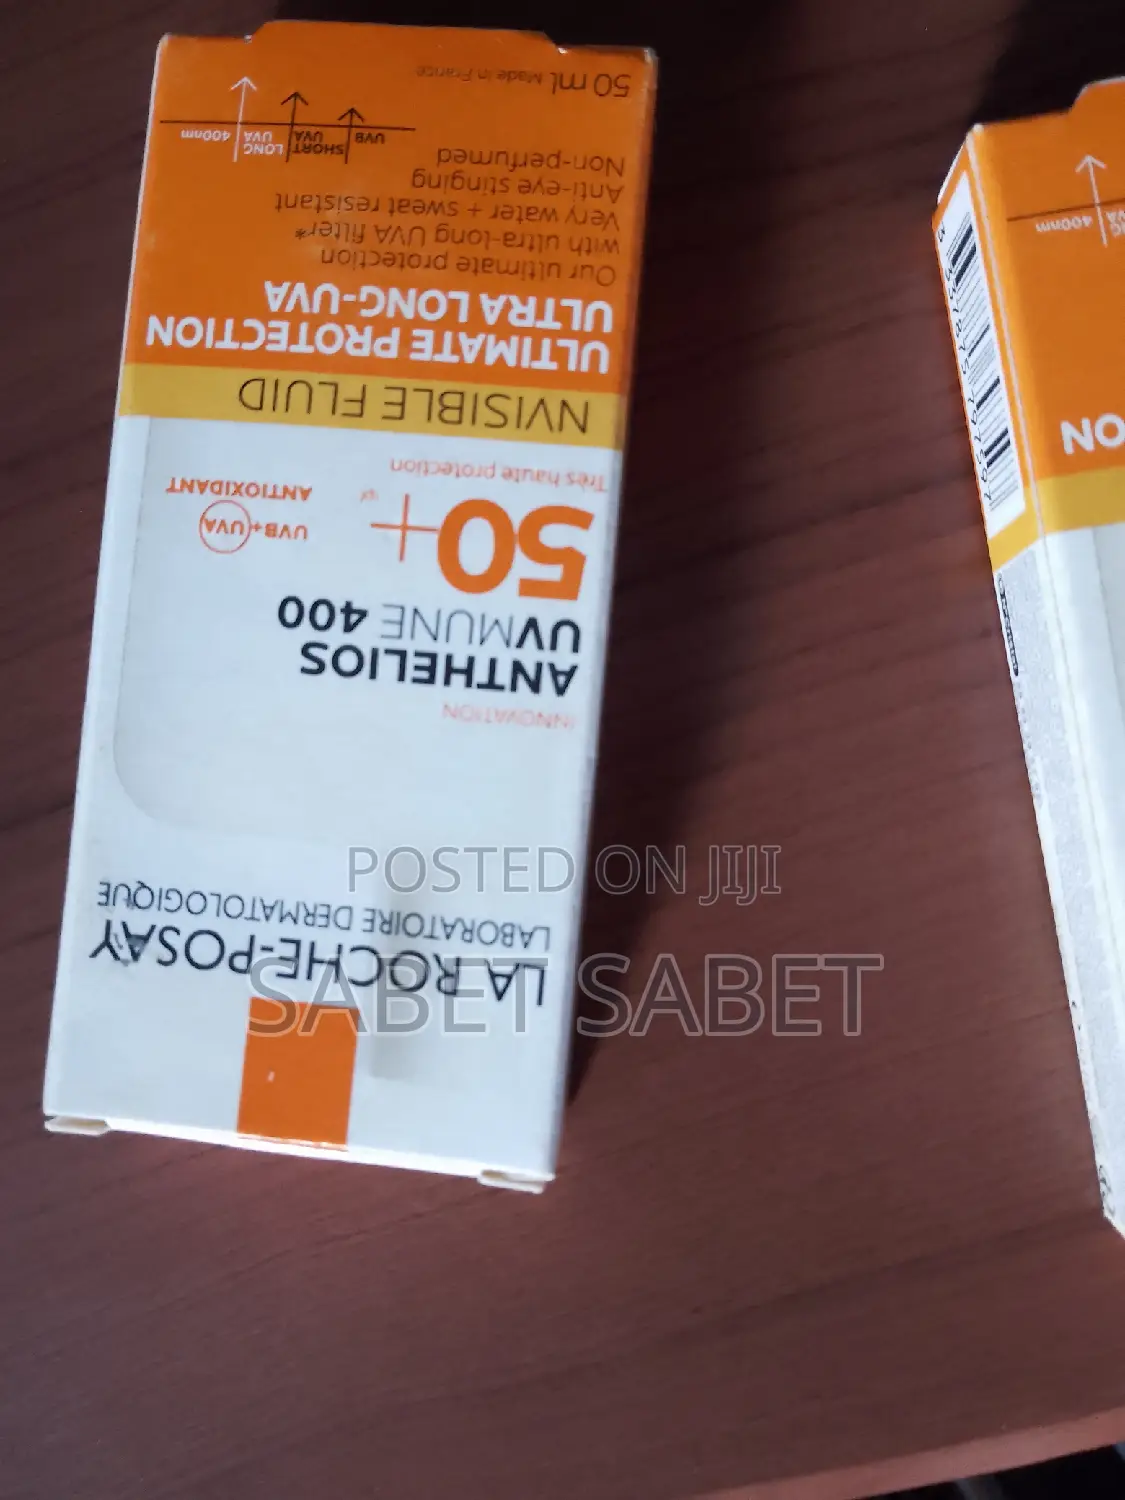 LA ROCHE-POSAY
LABORATOIRE DERMATOLOGIQUE
INNOVATION
ANTHELIOS
UVMUNE 400
50+
UVB+UVA
ANTIOXIDANT
Très haute protection
NVISIBLE FLUID
ULTIMATE PROTECTION
ULTRA LONG-UVA
Our ultimate protection
with ultra-long UVA filter*
Very water + sweat resistant
Anti-eye stinging
Non-perfumed
UVB
SHORT UVA
LONG UVA
400nm
50 ml Made in France
ON
400nm
POSTED ON JIJI
SABET SABET